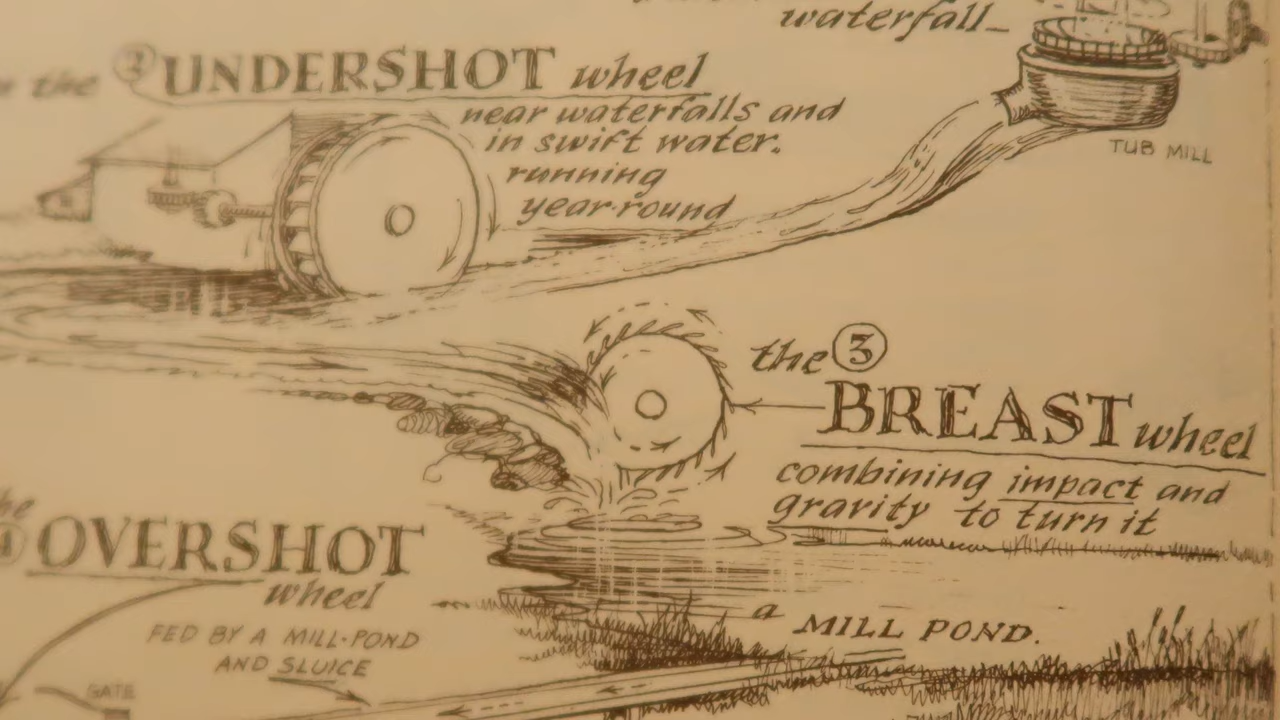 waterfall
the ② UNDERSHOT wheel
near waterfalls and
in swift water.
running
year-round
TUB MILL
the ③
BREAST wheel
combining impact and
gravity to turn it
OVERSHOT
wheel
FED BY A MILL-POND
AND SLUICE
GATE
a MILL POND.